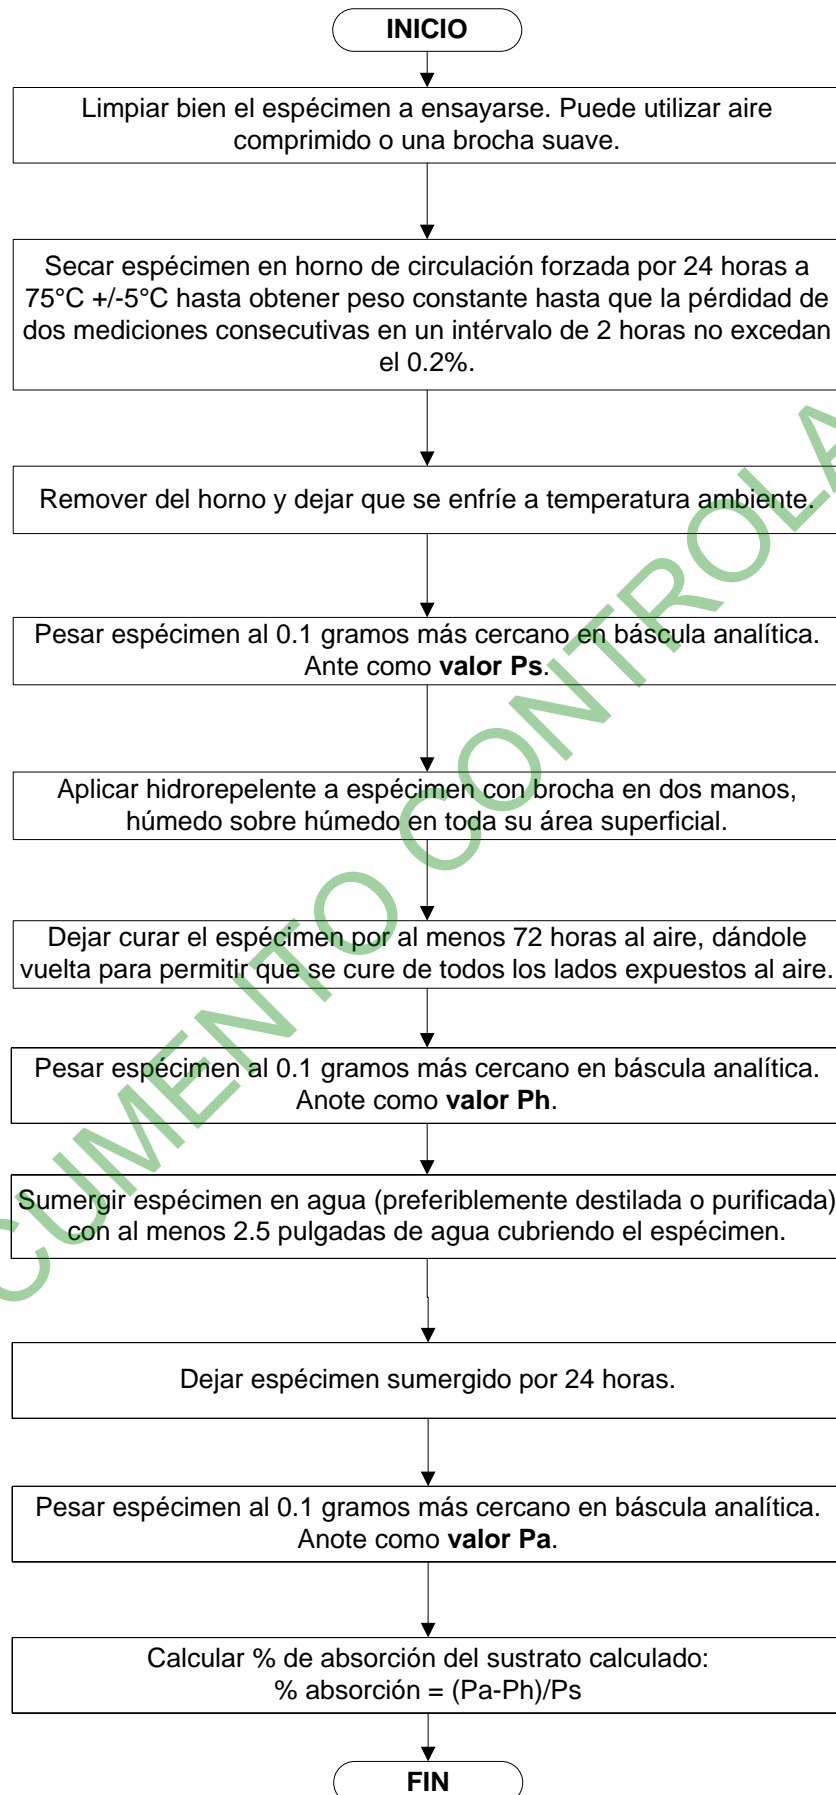 INICIO
Limpiar bien el espécimen a ensayarse. Puede utilizar aire
comprimido o una brocha suave.
Secar espécimen en horno de circulación forzada por 24 horas a
75°C +/-5°C hasta obtener peso constante hasta que la pérdidad de
dos mediciones consecutivas en un intérvalo de 2 horas no excedan
el 0.2%.
Remover del horno y dejar que se enfríe a temperatura ambiente.
Pesar espécimen al 0.1 gramos más cercano en báscula analítica.
Ante como valor Ps.
Aplicar hidrorepelente a espécimen con brocha en dos manos,
húmedo sobre húmedo en toda su área superficial.
Dejar curar el espécimen por al menos 72 horas al aire, dándole
vuelta para permitir que se cure de todos los lados expuestos al aire.
Pesar espécimen al 0.1 gramos más cercano en báscula analítica.
Anote como valor Ph.
Sumergir espécimen en agua (preferiblemente destilada o purificada)
con al menos 2.5 pulgadas de agua cubriendo el espécimen.
Dejar espécimen sumergido por 24 horas.
Pesar espécimen al 0.1 gramos más cercano en báscula analítica.
Anote como valor Pa.
Calcular % de absorción del sustrato calculado:
% absorción = (Pa-Ph)/Ps
FIN
CUMENTO CONTROLA